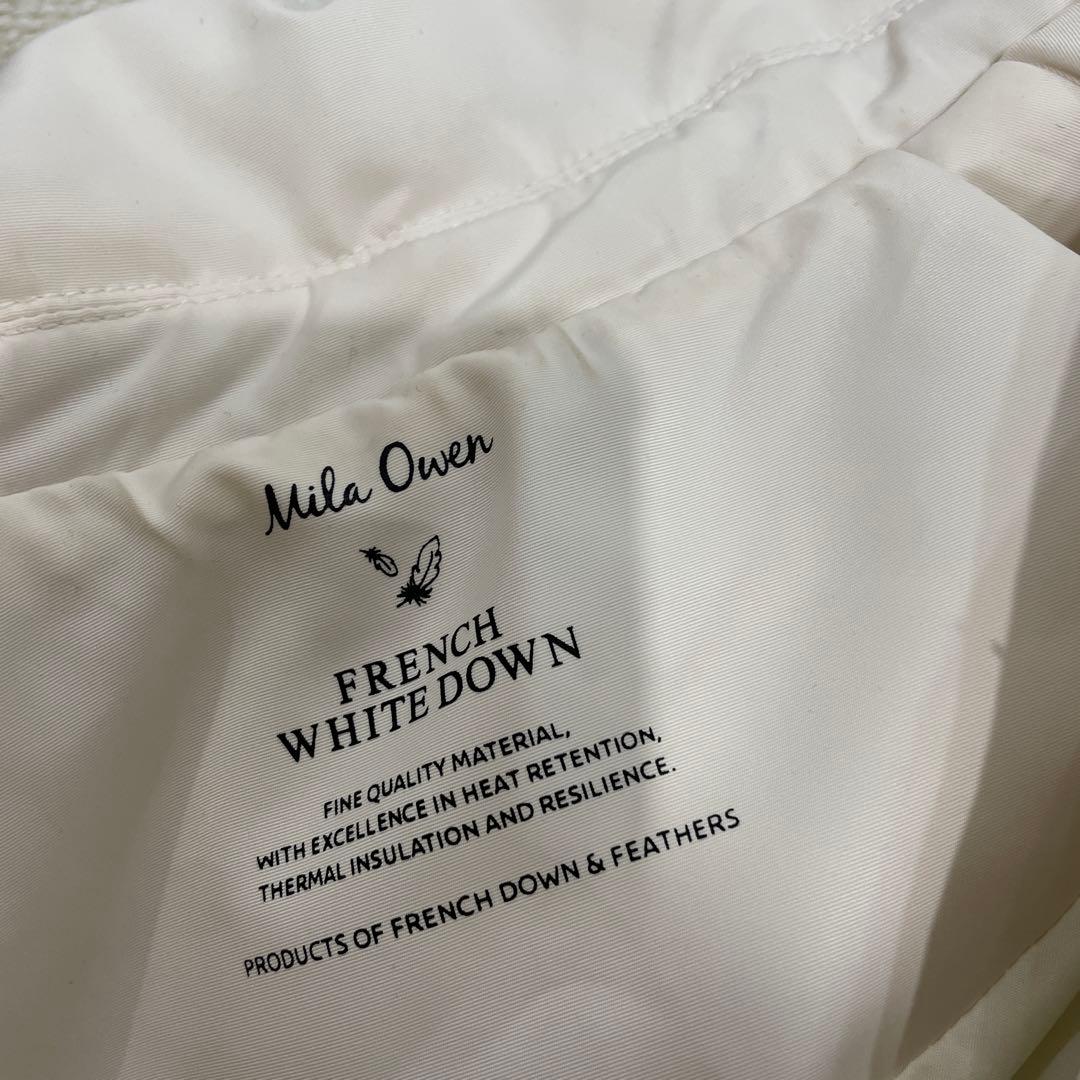 Mila Owen
FRENCH
WHITE DOWN
FINE QUALITY MATERIAL,
WITH EXCELLENCE IN HEAT RETENTION,
THERMAL INSULATION AND RESILIENCE.
PRODUCTS OF FRENCH DOWN & FEATHERS